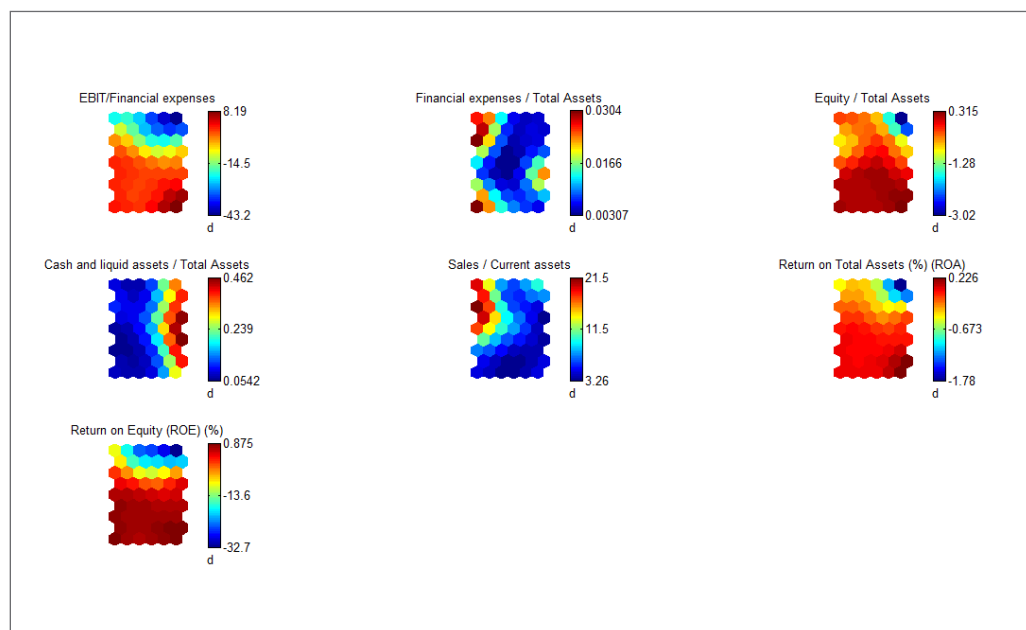 EBIT/Financial expenses
8.19
-14.5
-43.2
d
Financial expenses / Total Assets
0.0304
0.0166
0.00307
d
Equity / Total Assets
0.315
-1.28
-3.02
d
Cash and liquid assets / Total Assets
0.462
0.239
0.0542
d
Sales / Current assets
21.5
11.5
3.26
d
Return on Total Assets (%) (ROA)
0.226
-0.673
-1.78
d
Return on Equity (ROE) (%)
0.875
-13.6
-32.7
d